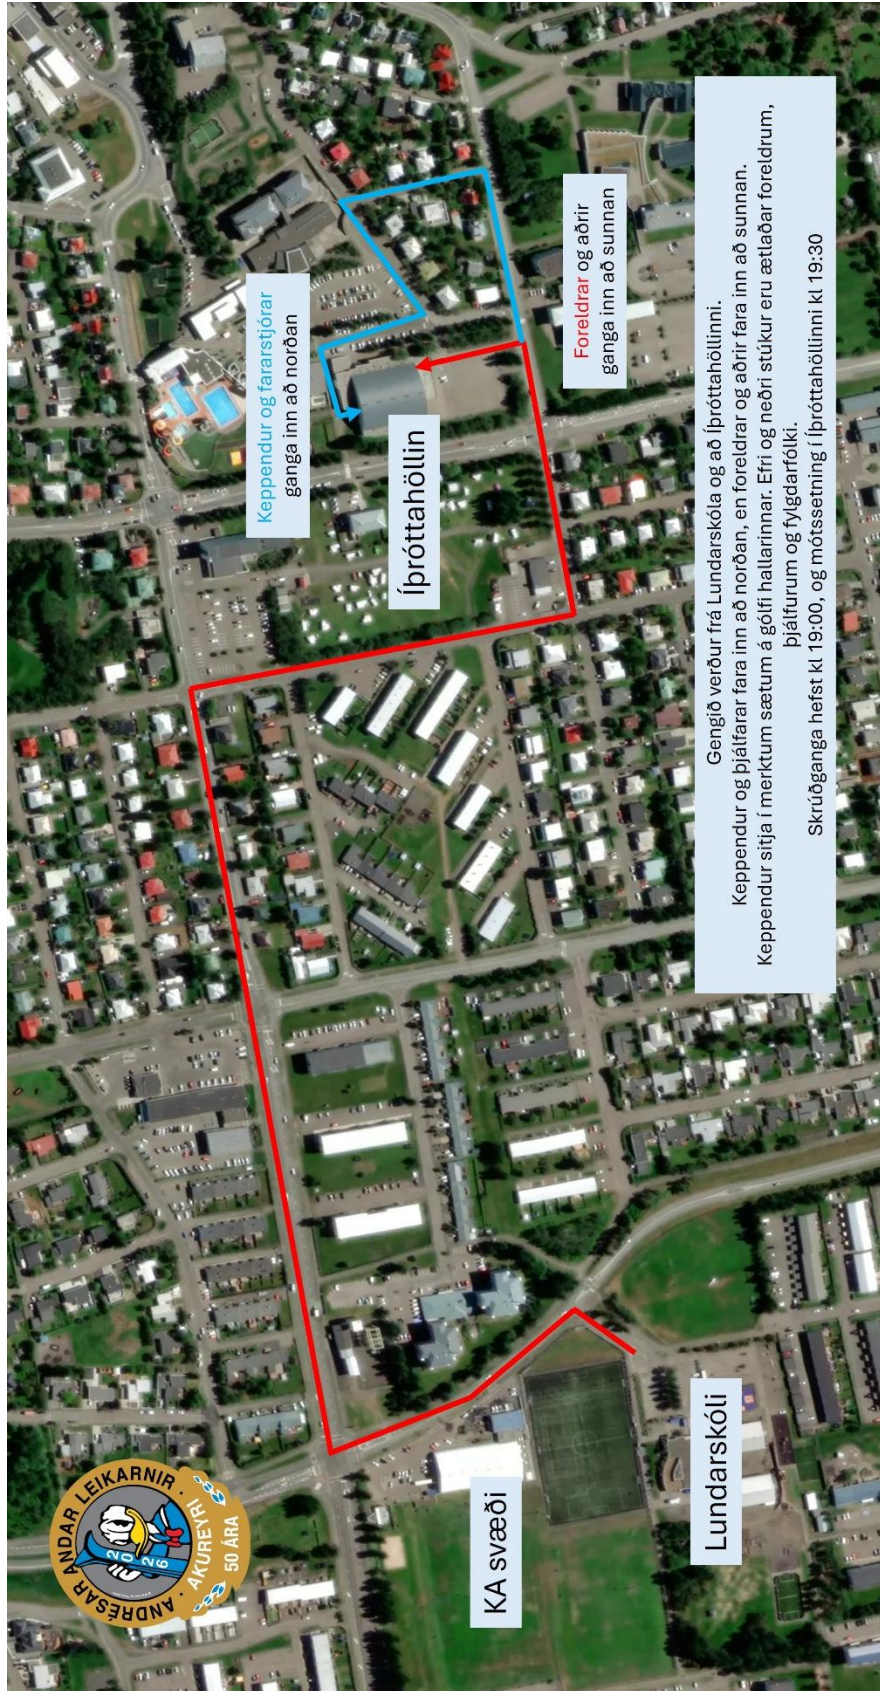 ANDRÉSAR ANDAR LEIKARNIR
AKUREYRI
50 ÁRA
2026
Keppendur og fararstjórar
ganga inn að norðan
Íþróttahöllin
Foreldrar og aðrir
ganga inn að sunnan
KA svæði
Lundarskóli
Gengið verður frá Lundarskóla og að Íþróttahöllinni.
Keppendur og þjálfarar fara inn að norðan, en foreldrar og aðrir fara inn að sunnan.
Keppendur sitja í merktum sætum á gólfi hallarinnar. Efri og neðri stúkur eru ætlaðar foreldrum,
þjálfurum og fylgdarfólki.
Skrúðganga hefst kl 19:00, og mótssetning í Íþróttahöllinni kl 19:30